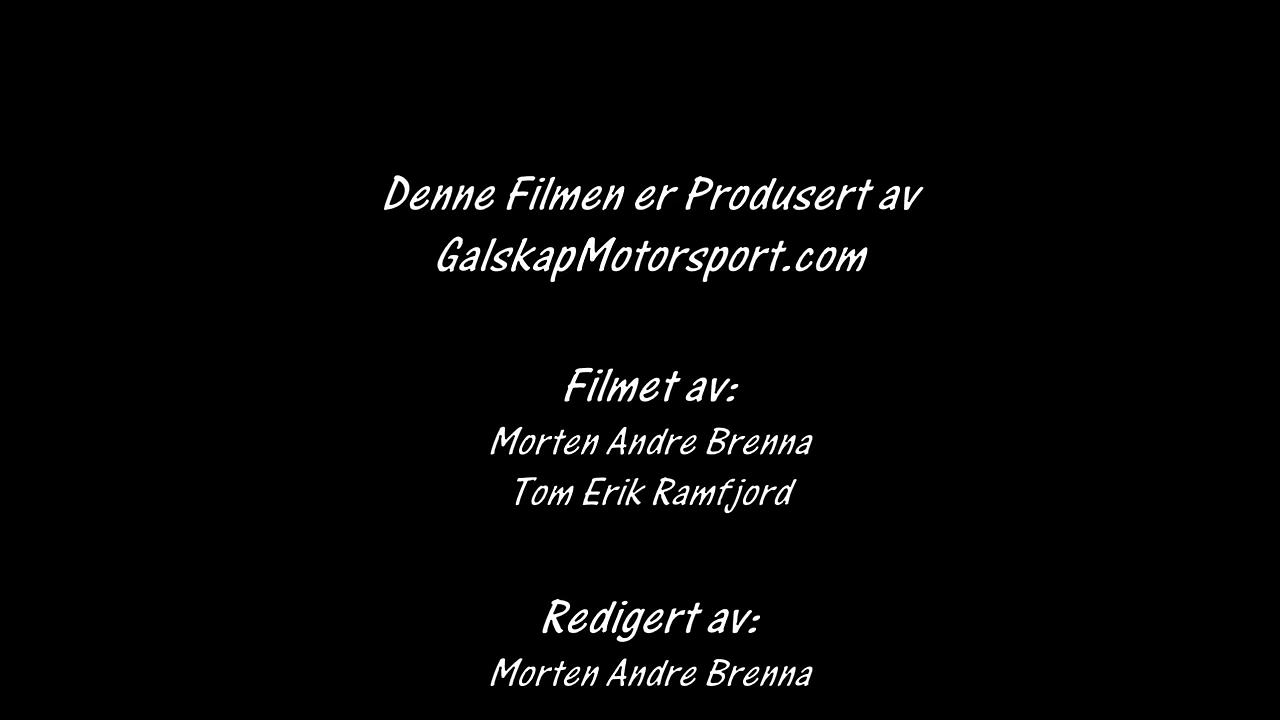 Denne Filmen er Produsert av
GalskapMotorsport.com
Filmet av:
Morten Andre Brenna
Tom Erik Ramfjord
Redigert av:
Morten Andre Brenna